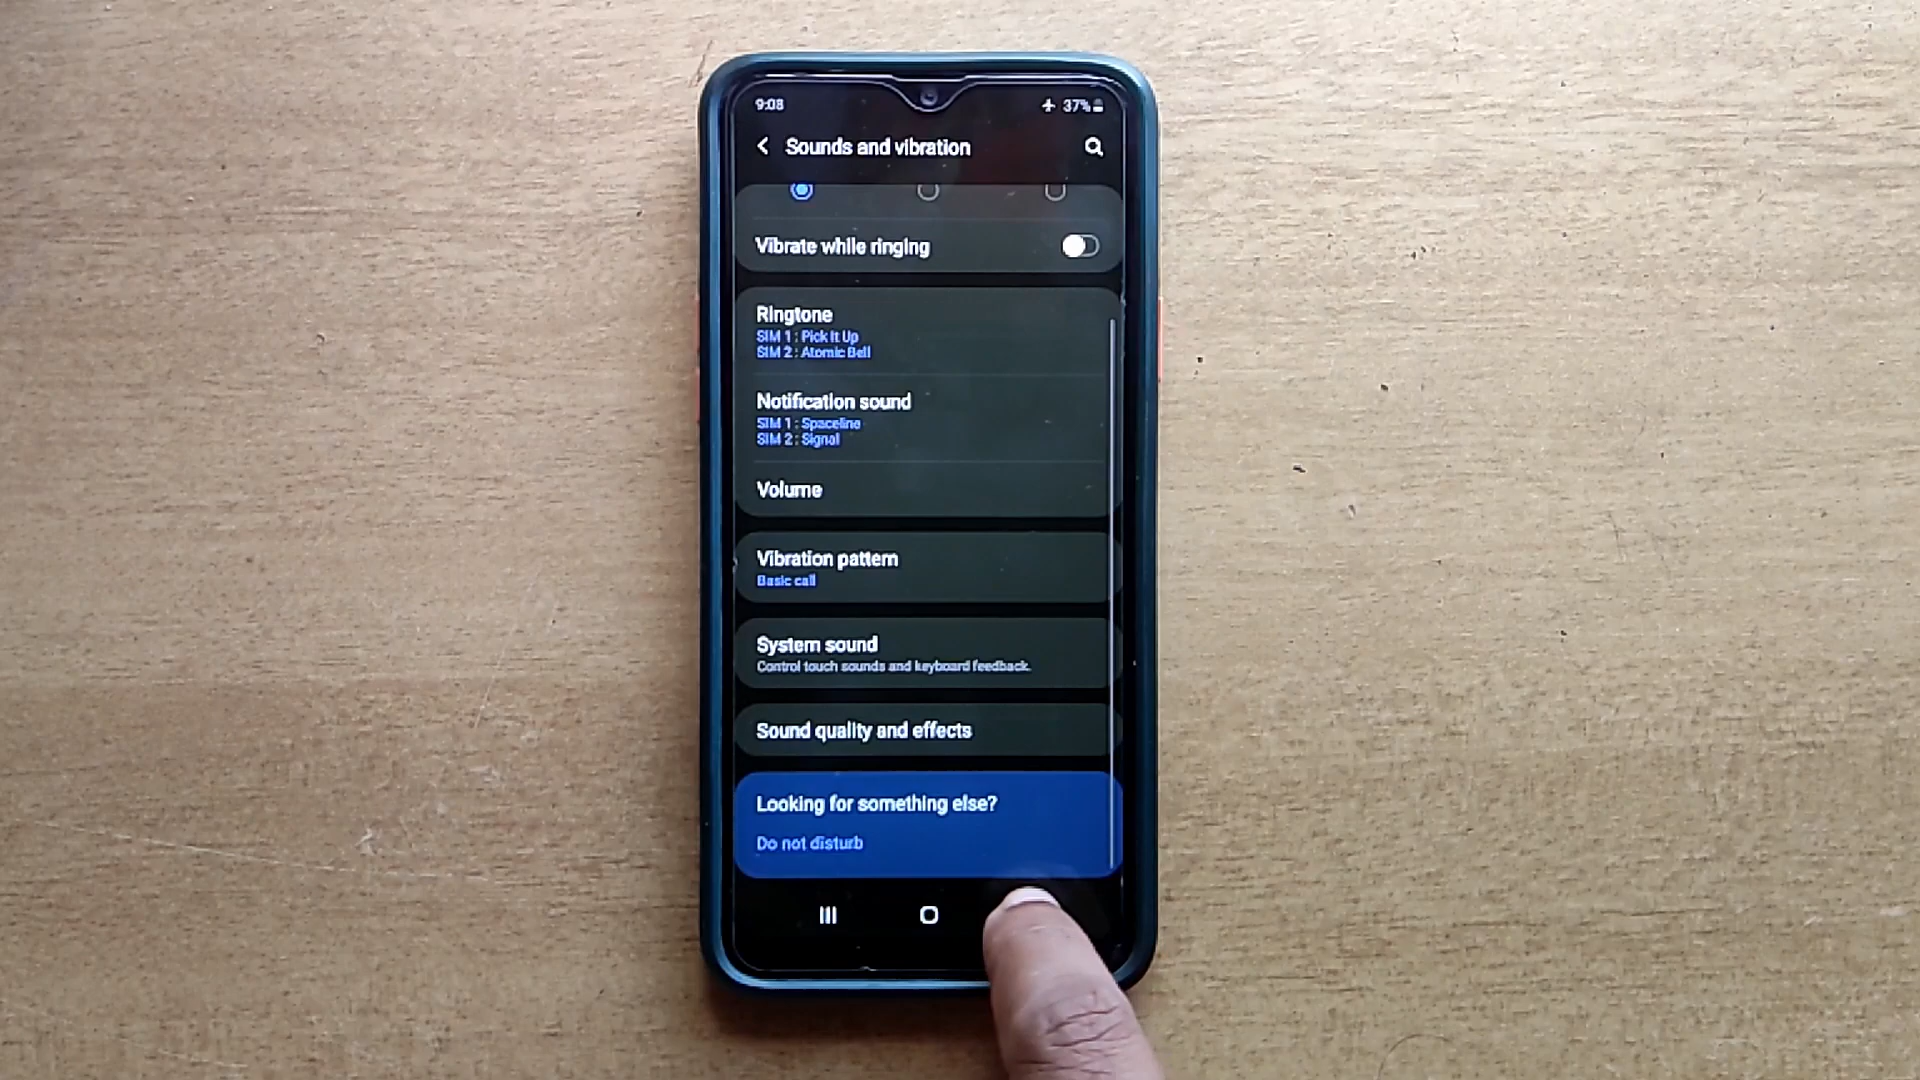 9:08
37%
Sounds and vibration
Vibrate while ringing
Ringtone
SIM 1 : Pick It Up
SIM 2 : Atomic Bell
Notification sound
SIM 1 : Spaceline
SIM 2 : Signal
Volume
Vibration pattern
Basic call
System sound
Control touch sounds and keyboard feedback.
Sound quality and effects
Looking for something else?
Do not disturb